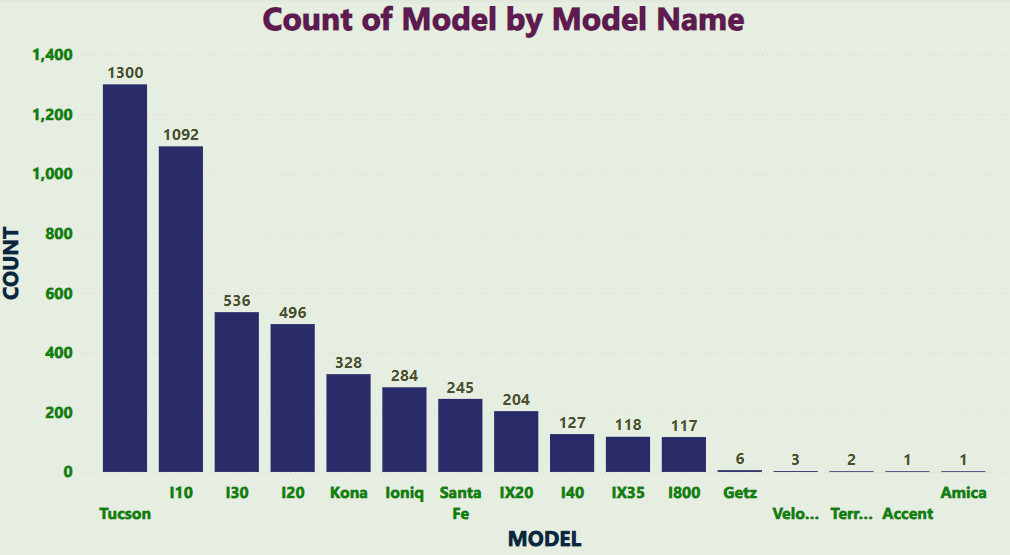 Count of Model by Model Name
1,400
1,200
1,000
800
600
400
200
0
COUNT
1300
1092
536
496
328
284
245
204
127
118
117
6
3
2
1
1
Tucson
I10
I30
I20
Kona
Ioniq
Santa
Fe
IX20
I40
IX35
I800
Getz
Velo...
Terr...
Accent
Amica
MODEL